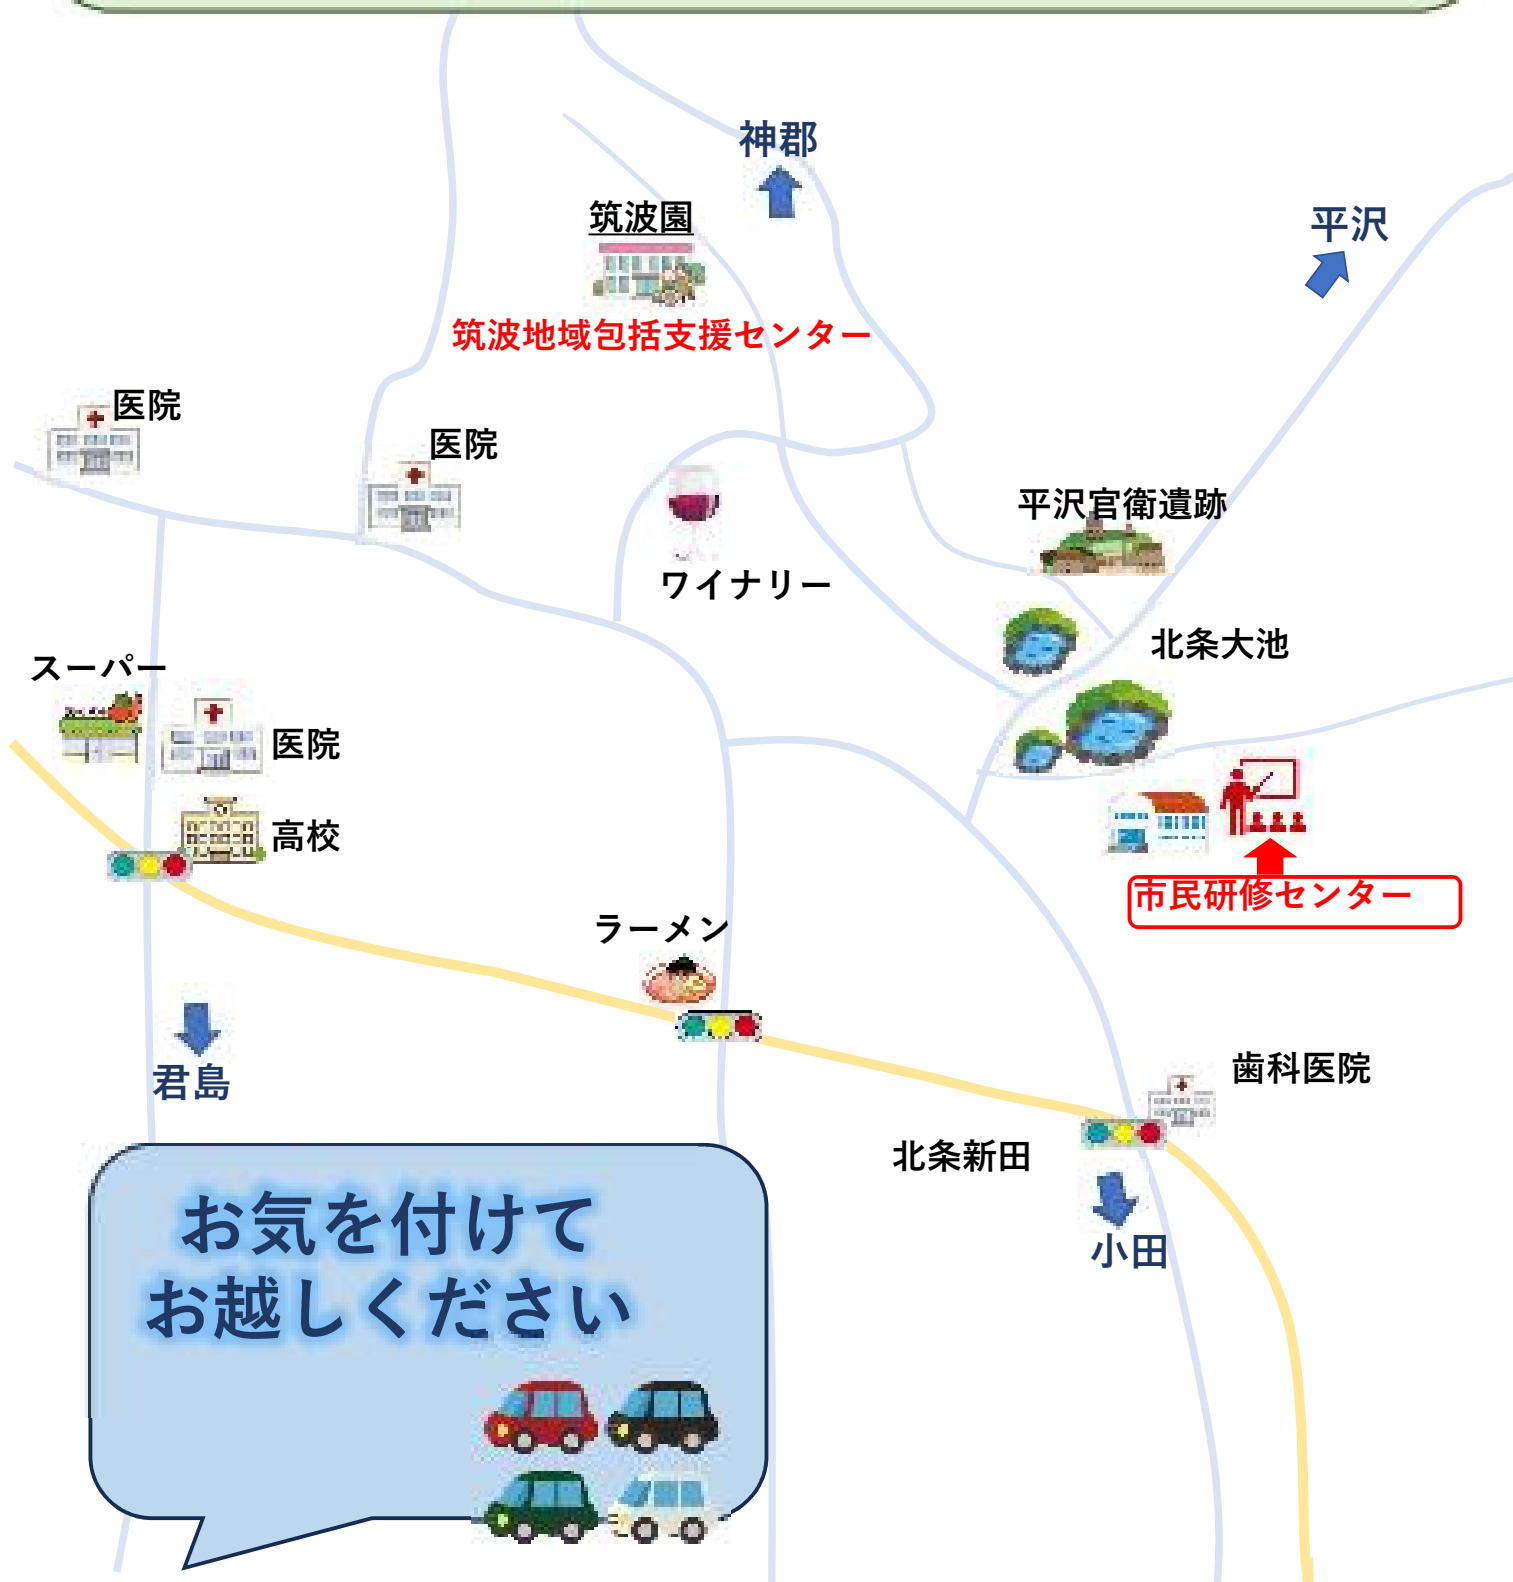 神郡
筑波園
平沢
筑波地域包括支援センター
医院
医院
平沢官衛遺跡
ワイナリー
北条大池
スーパー
医院
高校
市民研修センター
ラーメン
君島
歯科医院
北条新田
小田
お気を付けて
お越しください